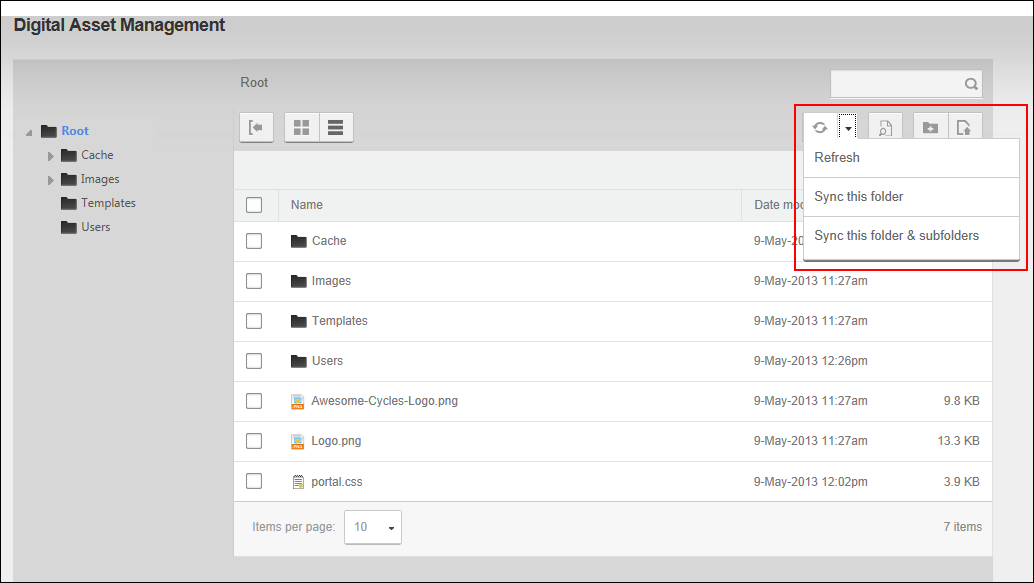 Digital Asset Management
Root
Root
Cache
Images
Templates
Users
Refresh
Sync this folder
Sync this folder & subfolders
Name Date mo
Cache 9-May-20
Images 9-May-2013 11:27am
Templates 9-May-2013 11:27am
Users 9-May-2013 12:26pm
Awesome-Cycles-Logo.png 9-May-2013 11:27am 9.8 KB
Logo.png 9-May-2013 11:27am 13.3 KB
portal.css 9-May-2013 12:02pm 3.9 KB
Items per page: 10 7 items